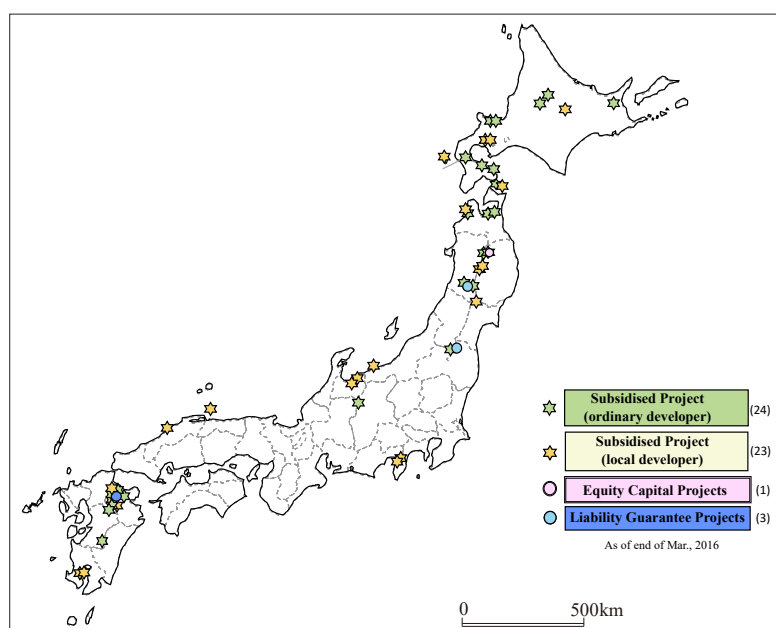 Subsidised Project
(ordinary developer)
(24)
Subsidised Project
(local developer)
(23)
Equity Capital Projects
(1)
Liability Guarantee Projects
(3)
As of end of Mar., 2016
0
500km